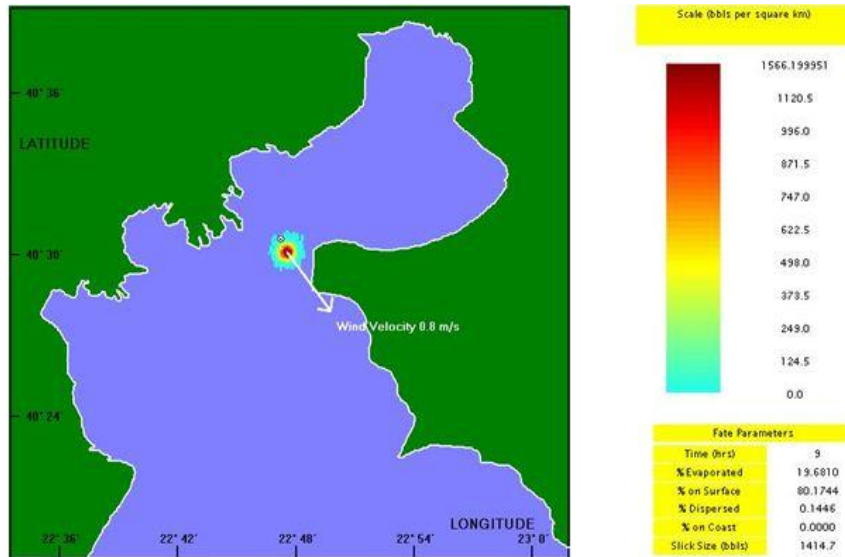 Scale (bbls per square km)
1566.199951
1120.5
996.0
871.5
747.0
622.5
498.0
373.5
249.0
124.5
0.0
40° 36'
LATITUDE
40° 30'
Wind Velocity 0.8 m/s
40° 24'
LONGITUDE
22° 36' 22° 42' 22° 48' 22° 54' 23° 0'
Fate Parameters
Time (hrs) 9
% Evaporated 19.6810
% on Surface 80.1744
% Dispersed 0.1446
% on Coast 0.0000
Slick Size (bbls) 1414.7